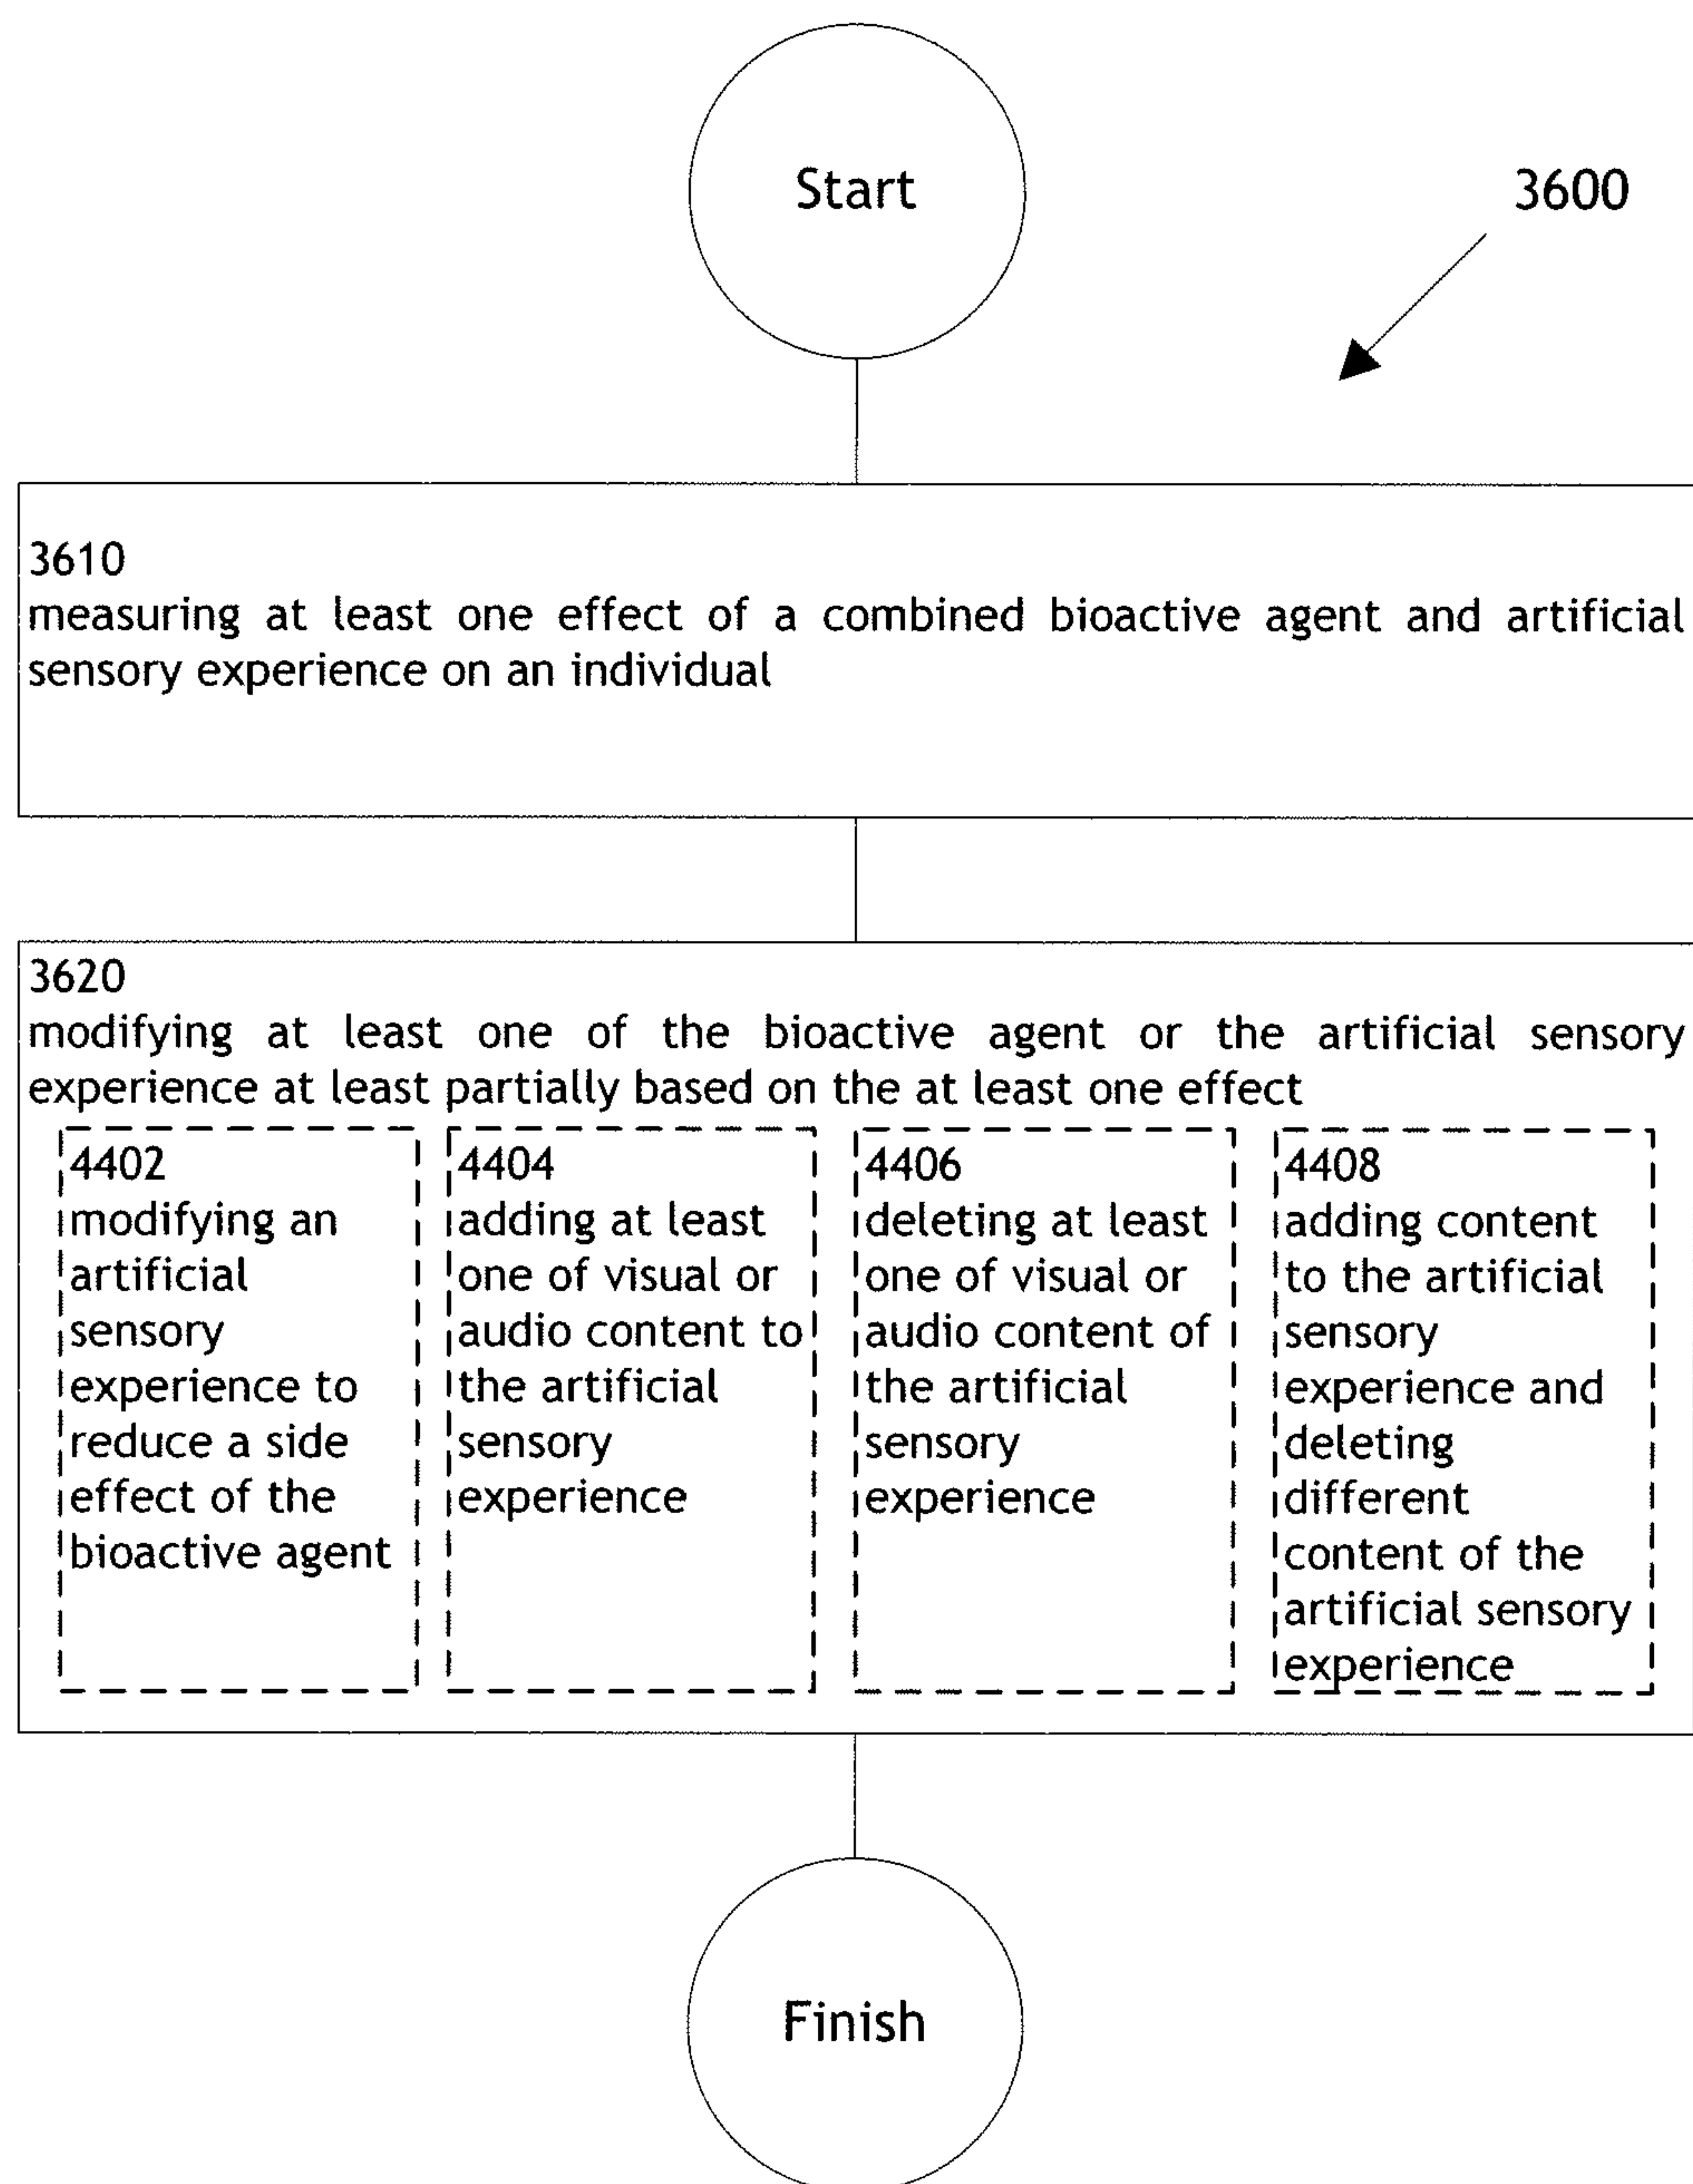 Start
3600
3610
measuring at least one effect of a combined bioactive agent and artificial
sensory experience on an individual
3620
modifying at least one of the bioactive agent or the artificial sensory
experience at least partially based on the at least one effect
4402
modifying an
artificial
sensory
experience to
reduce a side
effect of the
bioactive agent
4404
adding at least
one of visual or
audio content to
the artificial
sensory
experience
4406
deleting at least
one of visual or
audio content of
the artificial
sensory
experience
4408
adding content
to the artificial
sensory
experience and
deleting
different
content of the
artificial sensory
experience
Finish